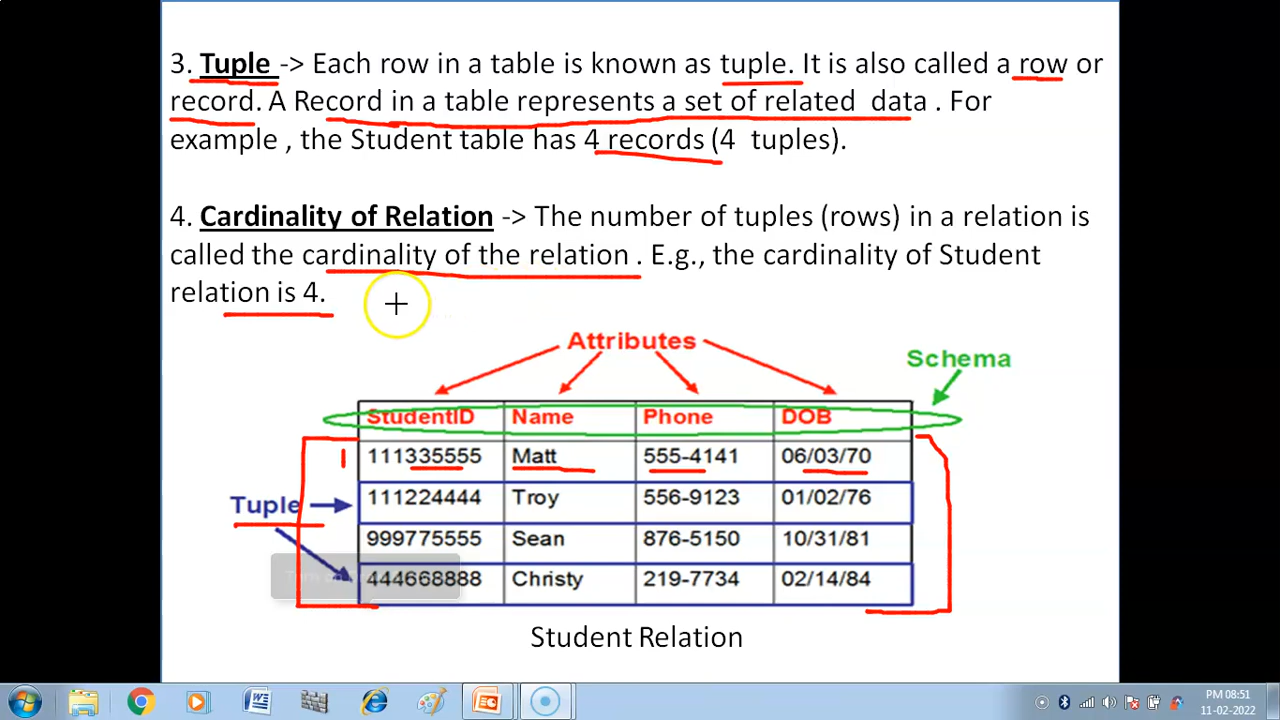 3. Tuple -> Each row in a table is known as tuple. It is also called a row or
record. A Record in a table represents a set of related data . For
example , the Student table has 4 records (4 tuples).
4. Cardinality of Relation -> The number of tuples (rows) in a relation is
called the cardinality of the relation . E.g., the cardinality of Student
relation is 4.
Attributes
Schema
StudentID Name Phone DOB
1 111335555 Matt 555-4141 06/03/70
Tuple
111224444 Troy 556-9123 01/02/76
999775555 Sean 876-5150 10/31/81
444668888 Christy 219-7734 02/14/84
Student Relation
PM 08:51
11-02-2022